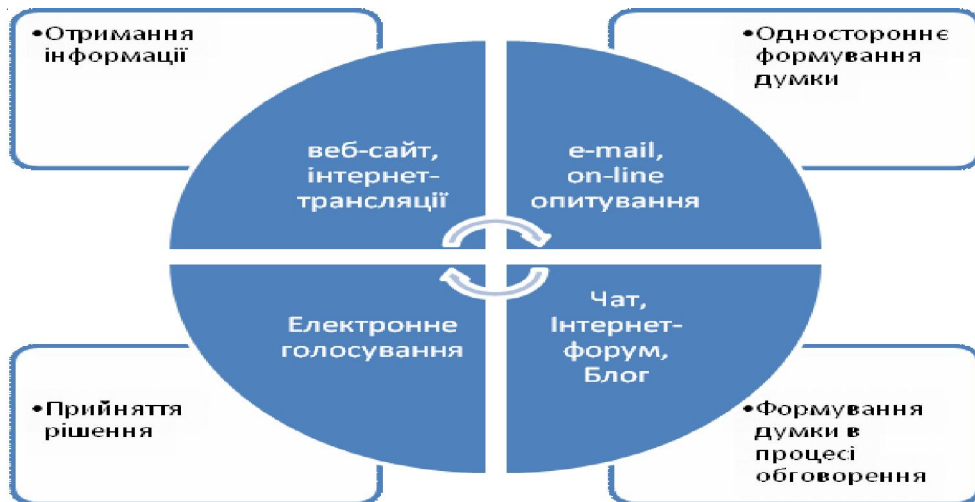 •Отримання
інформації
•Одностороннє
формування
думки
веб-сайт,
інтернет-
трансляції
e-mail,
on-line
опитування
Електронне
голосування
Чат,
Інтернет-
форум,
Блог
•Прийняття
рішення
•Формування
думки в
процесі
обговорення